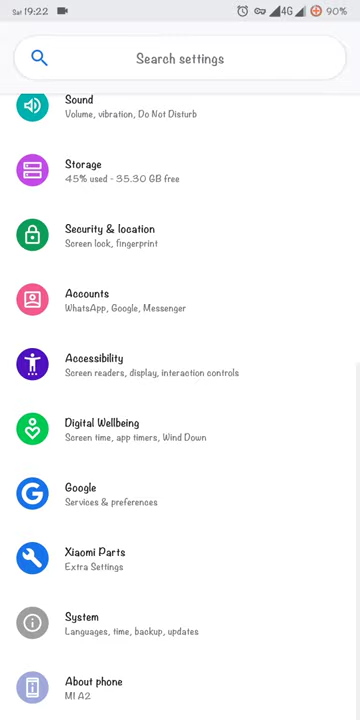 Sat 19:22 4G 90%
Search settings
Sound
Volume, vibration, Do Not Disturb
Storage
45% used - 35.30 GB free
Security & location
Screen lock, fingerprint
Accounts
WhatsApp, Google, Messenger
Accessibility
Screen readers, display, interaction controls
Digital Wellbeing
Screen time, app timers, Wind Down
Google
Services & preferences
Xiaomi Parts
Extra Settings
System
Languages, time, backup, updates
About phone
MI A2